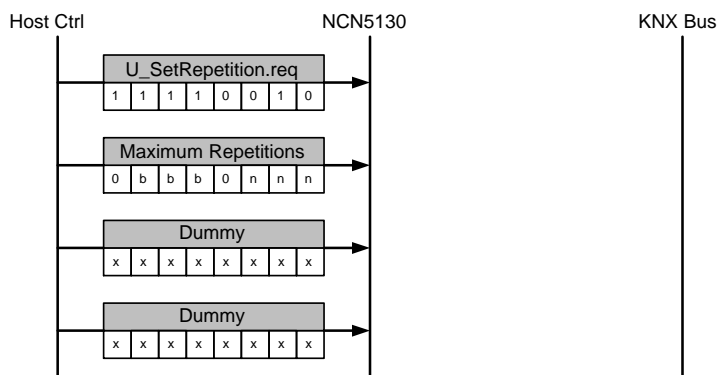 Host Ctrl NCN5130 KNX Bus
U_SetRepetition.req
1 1 1 1 0 0 1 0
Maximum Repetitions
0 b b b 0 n n n
Dummy
x x x x x x x x
Dummy
x x x x x x x x